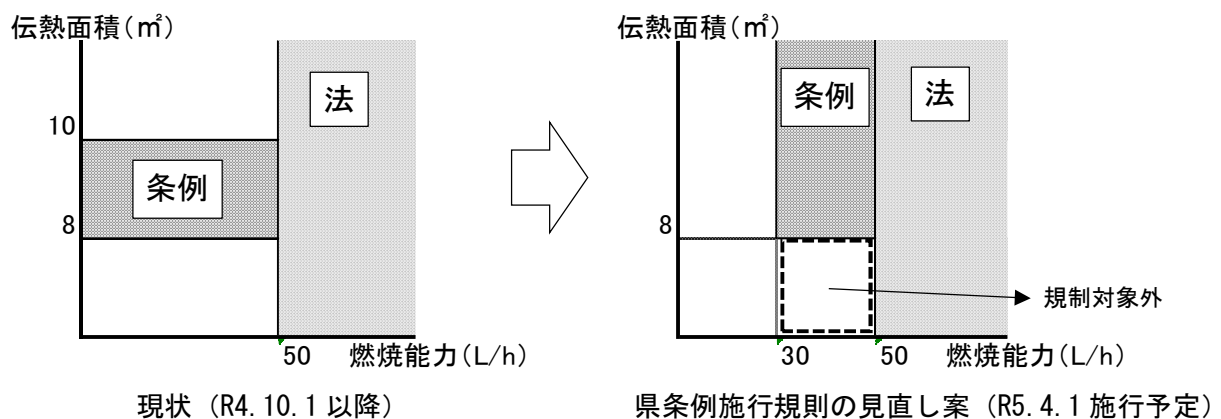 伝熱面積(㎡)
法
10
条例
8
50 燃焼能力(L/h)
現状（R4.10.1 以降）
伝熱面積(㎡)
条例
法
8
規制対象外
30 50 燃焼能力(L/h)
県条例施行規則の見直し案（R5.4.1 施行予定）